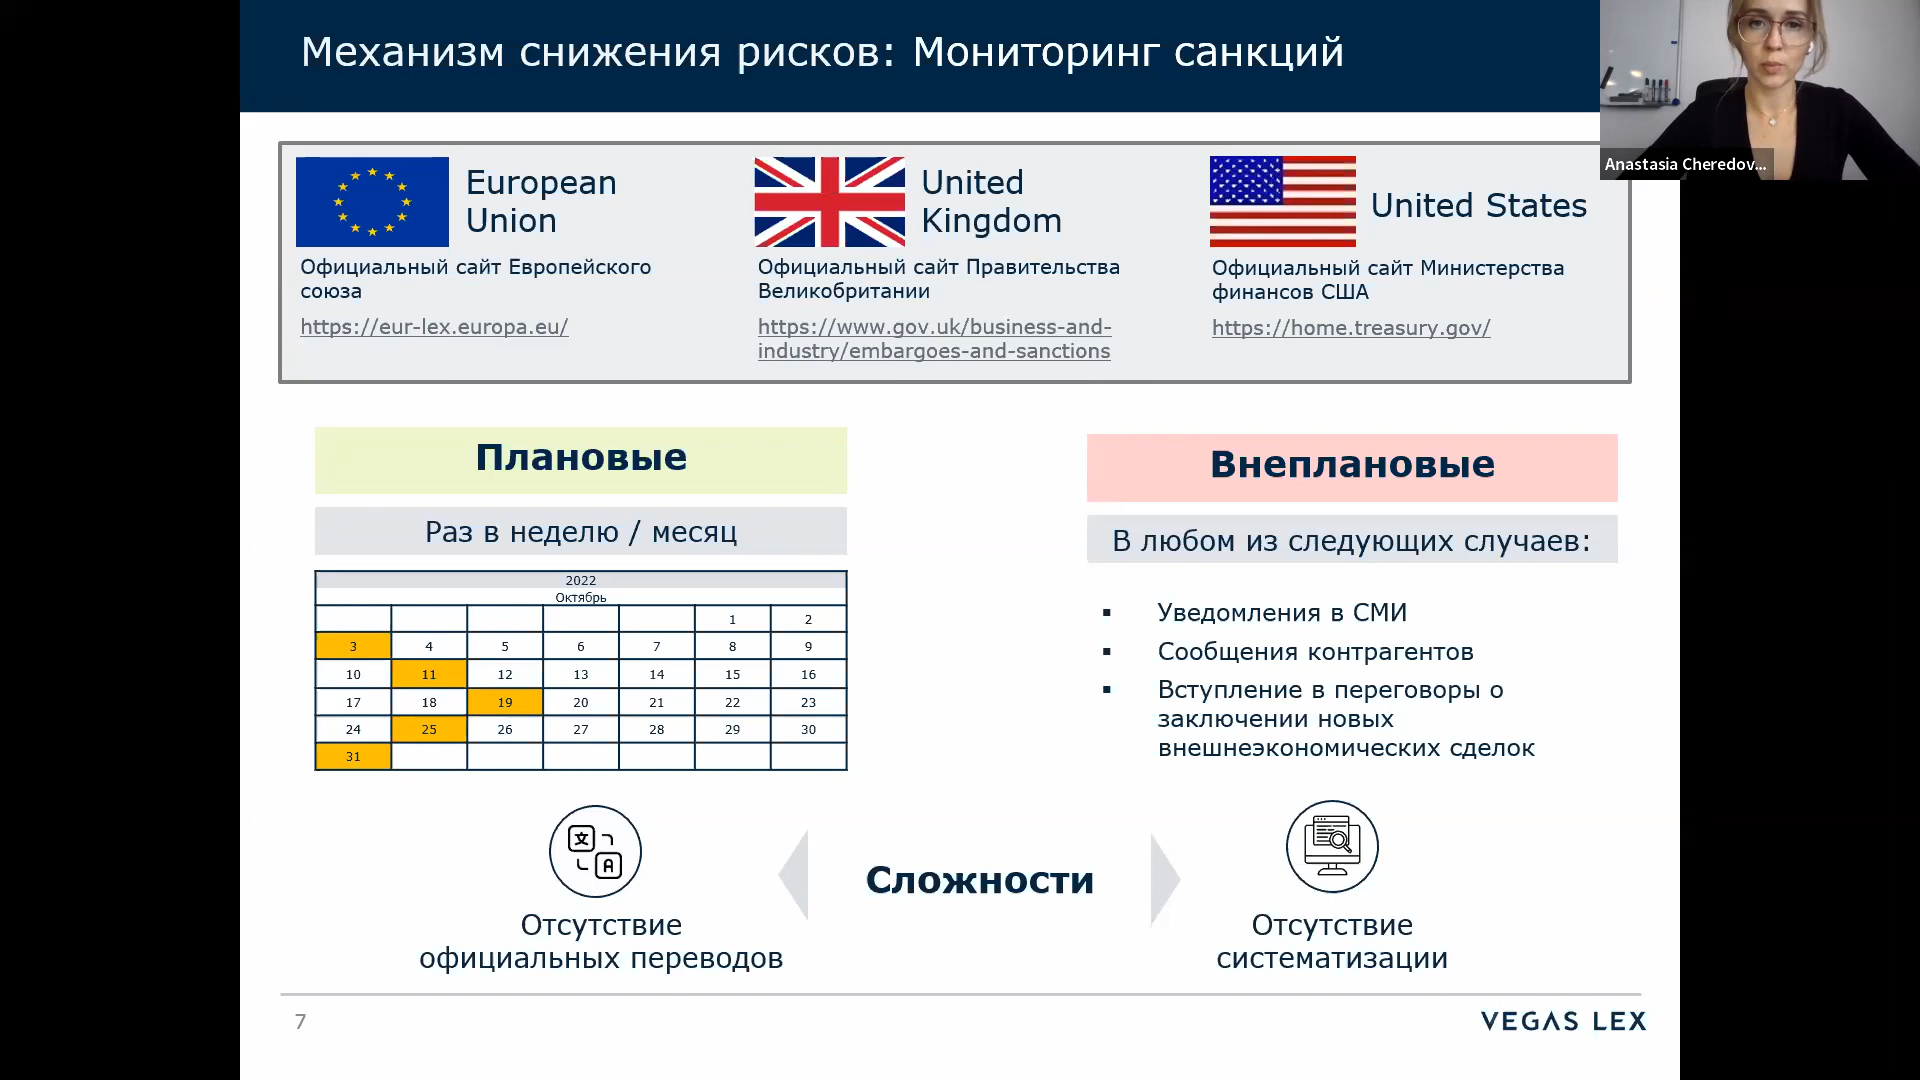 Механизм снижения рисков: Мониторинг санкций
Anastasia Cheredov...
European
Union
Официальный сайт Европейского
союза
https://eur-lex.europa.eu/
United
Kingdom
Официальный сайт Правительства
Великобритании
https://www.gov.uk/business-and-
industry/embargoes-and-sanctions
United States
Официальный сайт Министерства
финансов США
https://home.treasury.gov/
Плановые
Раз в неделю / месяц
2022
Октябрь
1 2
3 4 5 6 7 8 9
10 11 12 13 14 15 16
17 18 19 20 21 22 23
24 25 26 27 28 29 30
31
Внеплановые
В любом из следующих случаев:
▪ Уведомления в СМИ
▪ Сообщения контрагентов
▪ Вступление в переговоры о
заключении новых
внешнеэкономических сделок
文
A
Отсутствие
официальных переводов
Сложности
Отсутствие
систематизации
7
VEGAS LEX